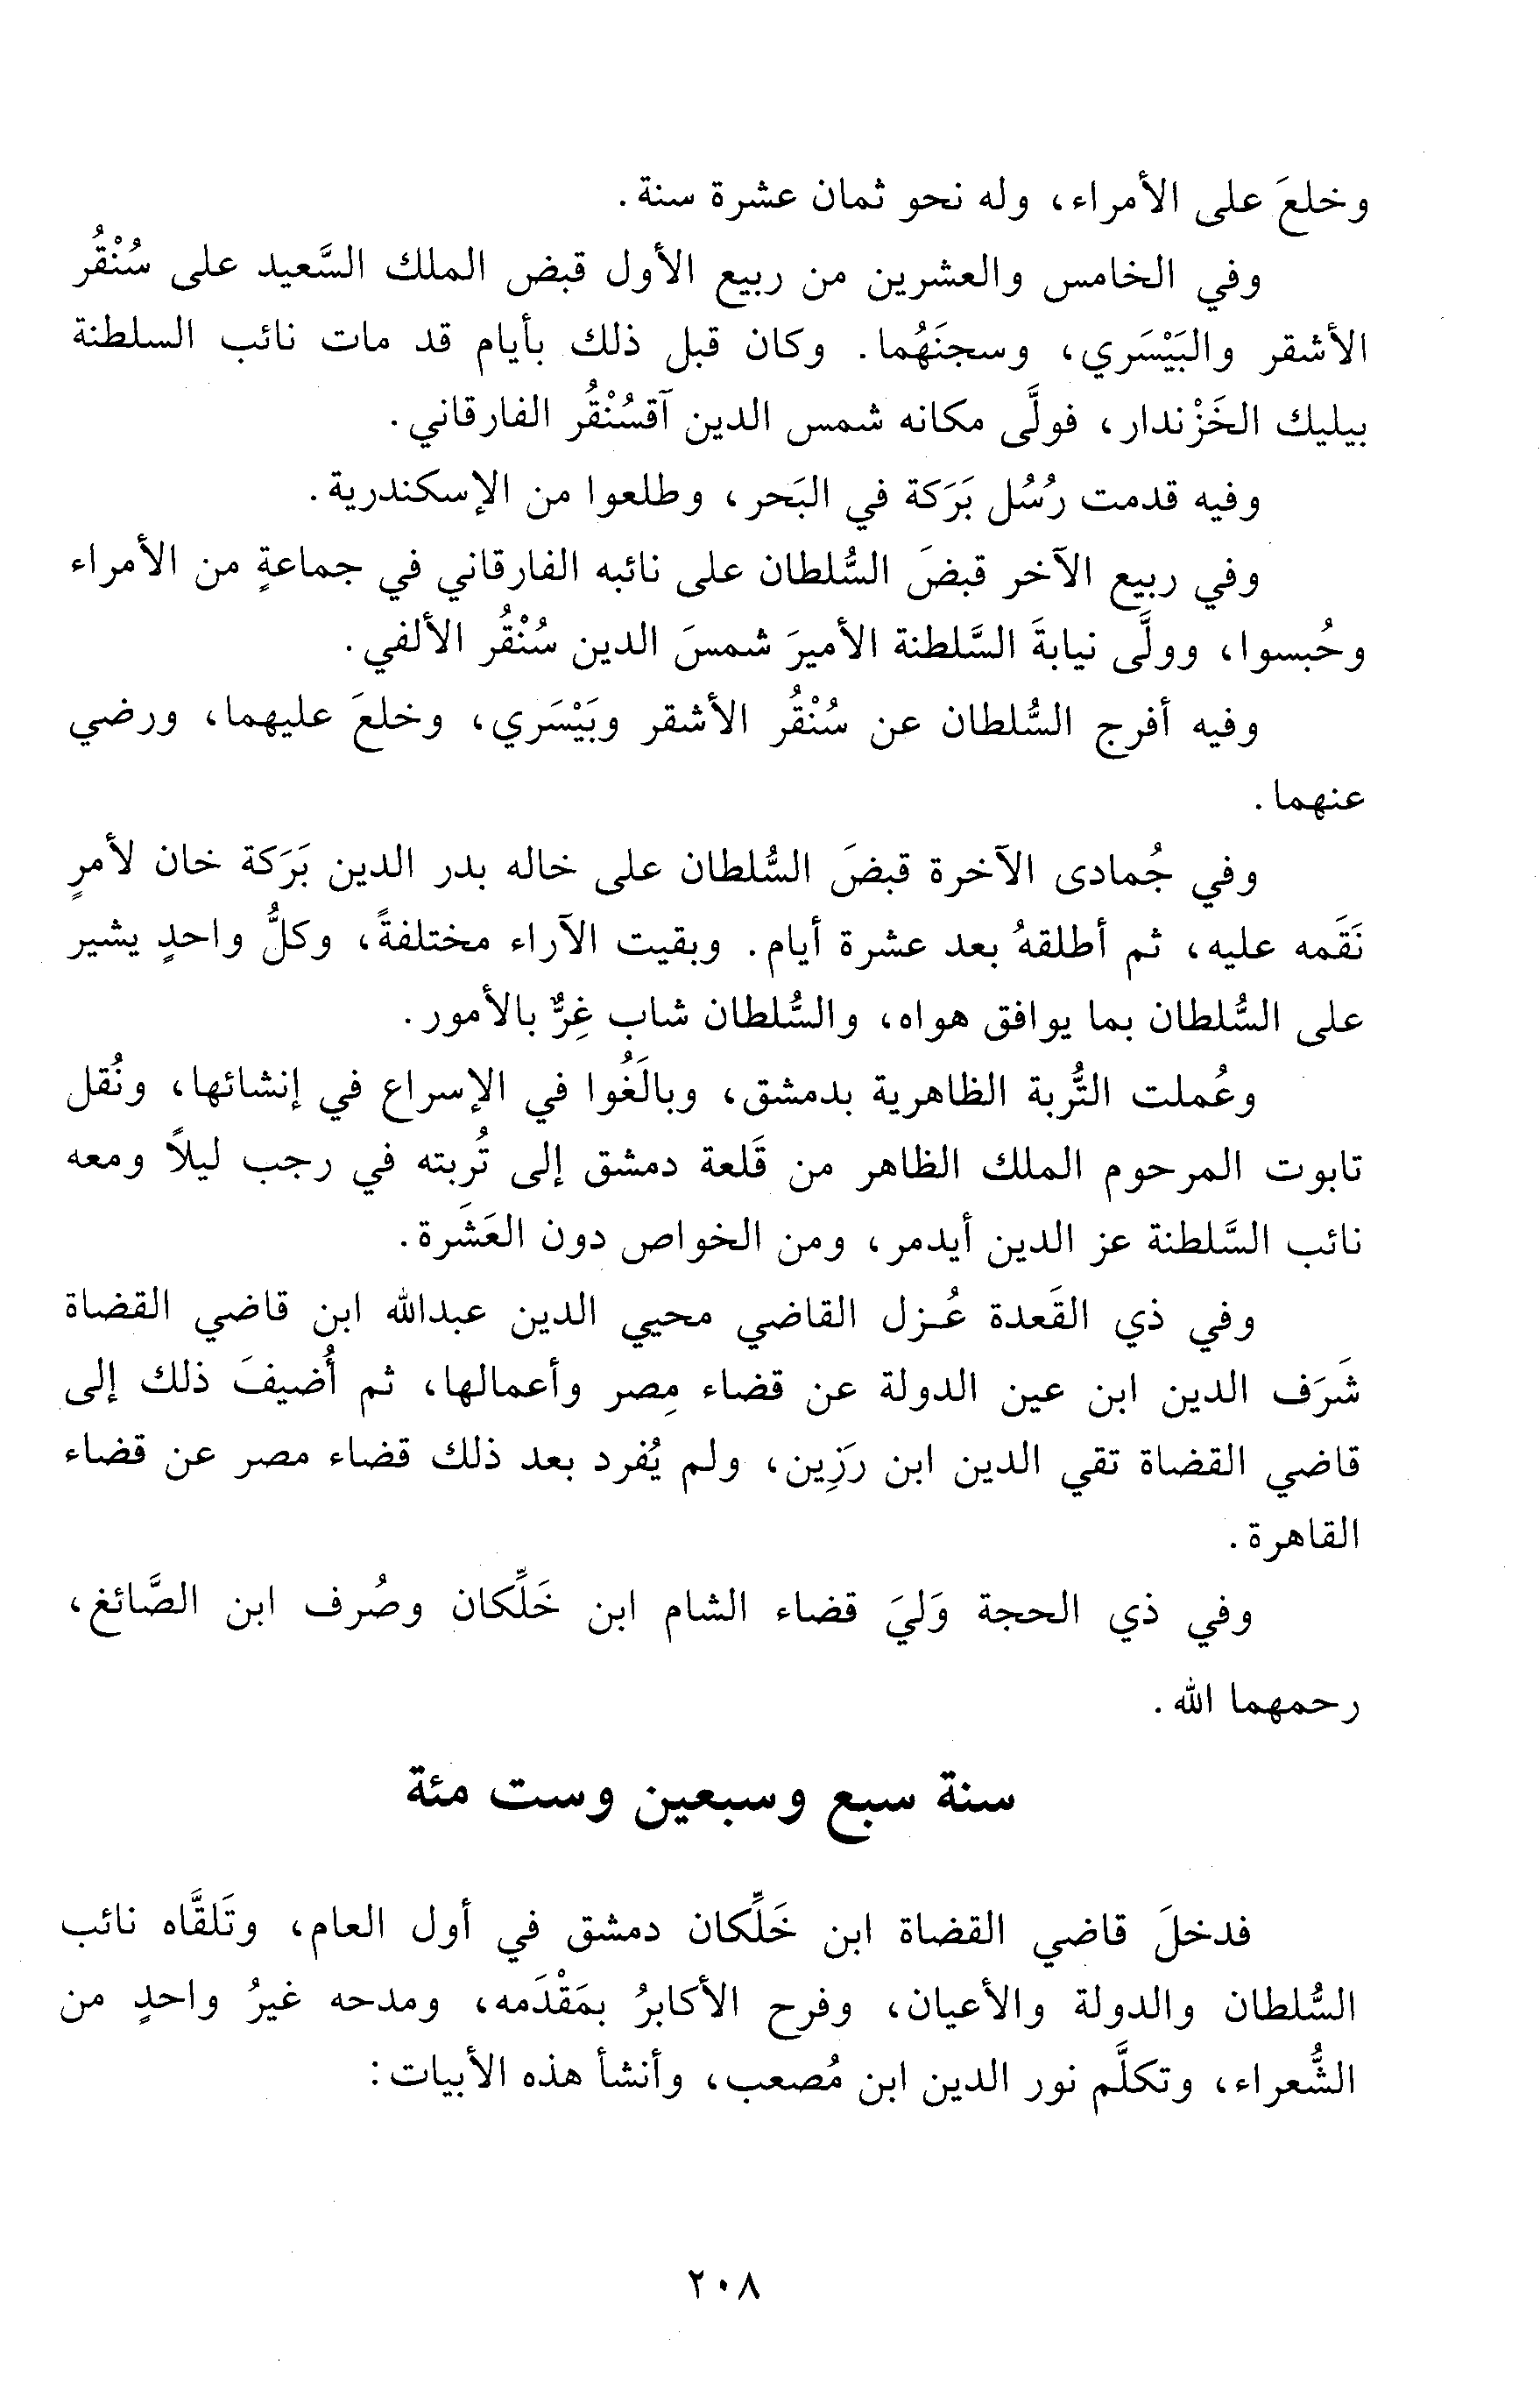 وخلعَ على الأمراء، وله نحو ثمان عشرة سنة.
وفي الخامس والعشرين من ربيع الأول قبض الملك السَّعيد على سُنْقُر
الأشقر والبَيْسَري، وسجنَهُما. وكان قبل ذلك بأيام قد مات نائب السلطنة
بيليك الخَزْندار، فولَّى مكانه شمس الدين آقسُنْقُر الفارقاني.
وفيه قدمت رُسُل بَرَكة في البَحر، وطلعوا من الإسكندرية.
وفي ربيع الآخر قبضَ السُّلطان على نائبه الفارقاني في جماعةٍ من الأمراء
وحُبسوا، وولَّى نيابةَ السَّلطنة الأميرَ شمسَ الدين سُنْقُر الألفي.
وفيه أفرج السُّلطان عن سُنْقُر الأشقر وبَيْسَري، وخلعَ عليهما، ورضي
عنهما.
وفي جُمادى الآخرة قبضَ السُّلطان على خاله بدر الدين بَرَكة خان لأمرٍ
نَقَمه عليه، ثم أطلقهُ بعد عشرة أيام. وبقيت الآراء مختلفةً، وكلُّ واحدٍ يشير
على السُّلطان بما يوافق هواه، والسُّلطان شاب غِرٌّ بالأمور.
وعُملت التُّربة الظاهرية بدمشق، وبالَغُوا في الإسراع في إنشائها، ونُقل
تابوت المرحوم الملك الظاهر من قَلعة دمشق إلى تُربته في رجب ليلاً ومعه
نائب السَّلطنة عز الدين أيدمر، ومن الخواص دون العَشَرة.
وفي ذي القَعدة عُـزل القاضي محيي الدين عبدالله ابن قاضي القضاة
شَرَف الدين ابن عين الدولة عن قضاء مِصر وأعمالها، ثم أُضيفَ ذلك إلى
قاضي القضاة تقي الدين ابن رَزِين، ولم يُفرد بعد ذلك قضاء مصر عن قضاء
القاهرة.
وفي ذي الحجة وَليَ قضاء الشام ابن خَلِّكان وصُرف ابن الصَّائغ،
رحمهما الله.
سنة سبع وسبعين وست مئة
فدخلَ قاضي القضاة ابن خَلِّكان دمشق في أول العام، وتَلقَّاه نائب
السُّلطان والدولة والأعيان، وفرح الأكابرُ بمَقْدَمه، ومدحه غيرُ واحدٍ من
الشُّعراء، وتكلَّم نور الدين ابن مُصعب، وأنشأ هذه الأبيات:
٢٠٨